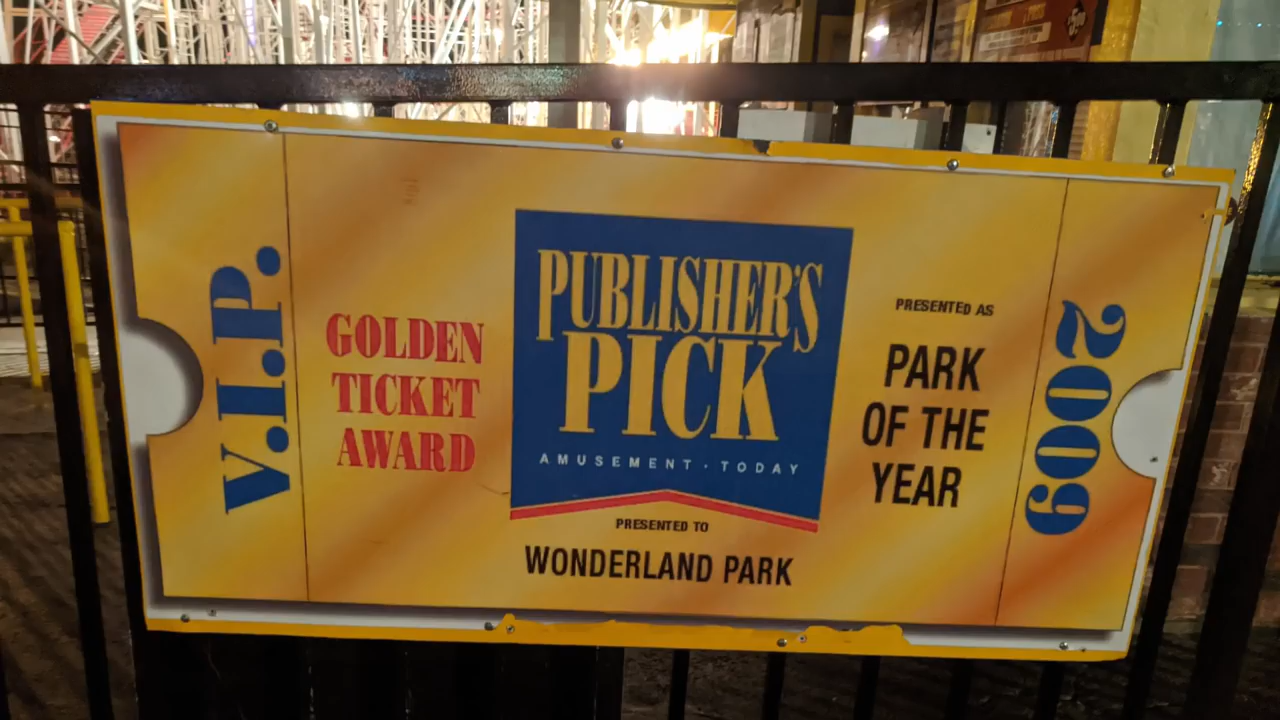 V.I.P.
GOLDEN
TICKET
AWARD
PUBLISHER'S
PICK
AMUSEMENT · TODAY
PRESENTED TO
WONDERLAND PARK
PRESENTED AS
PARK
OF THE
YEAR
2009